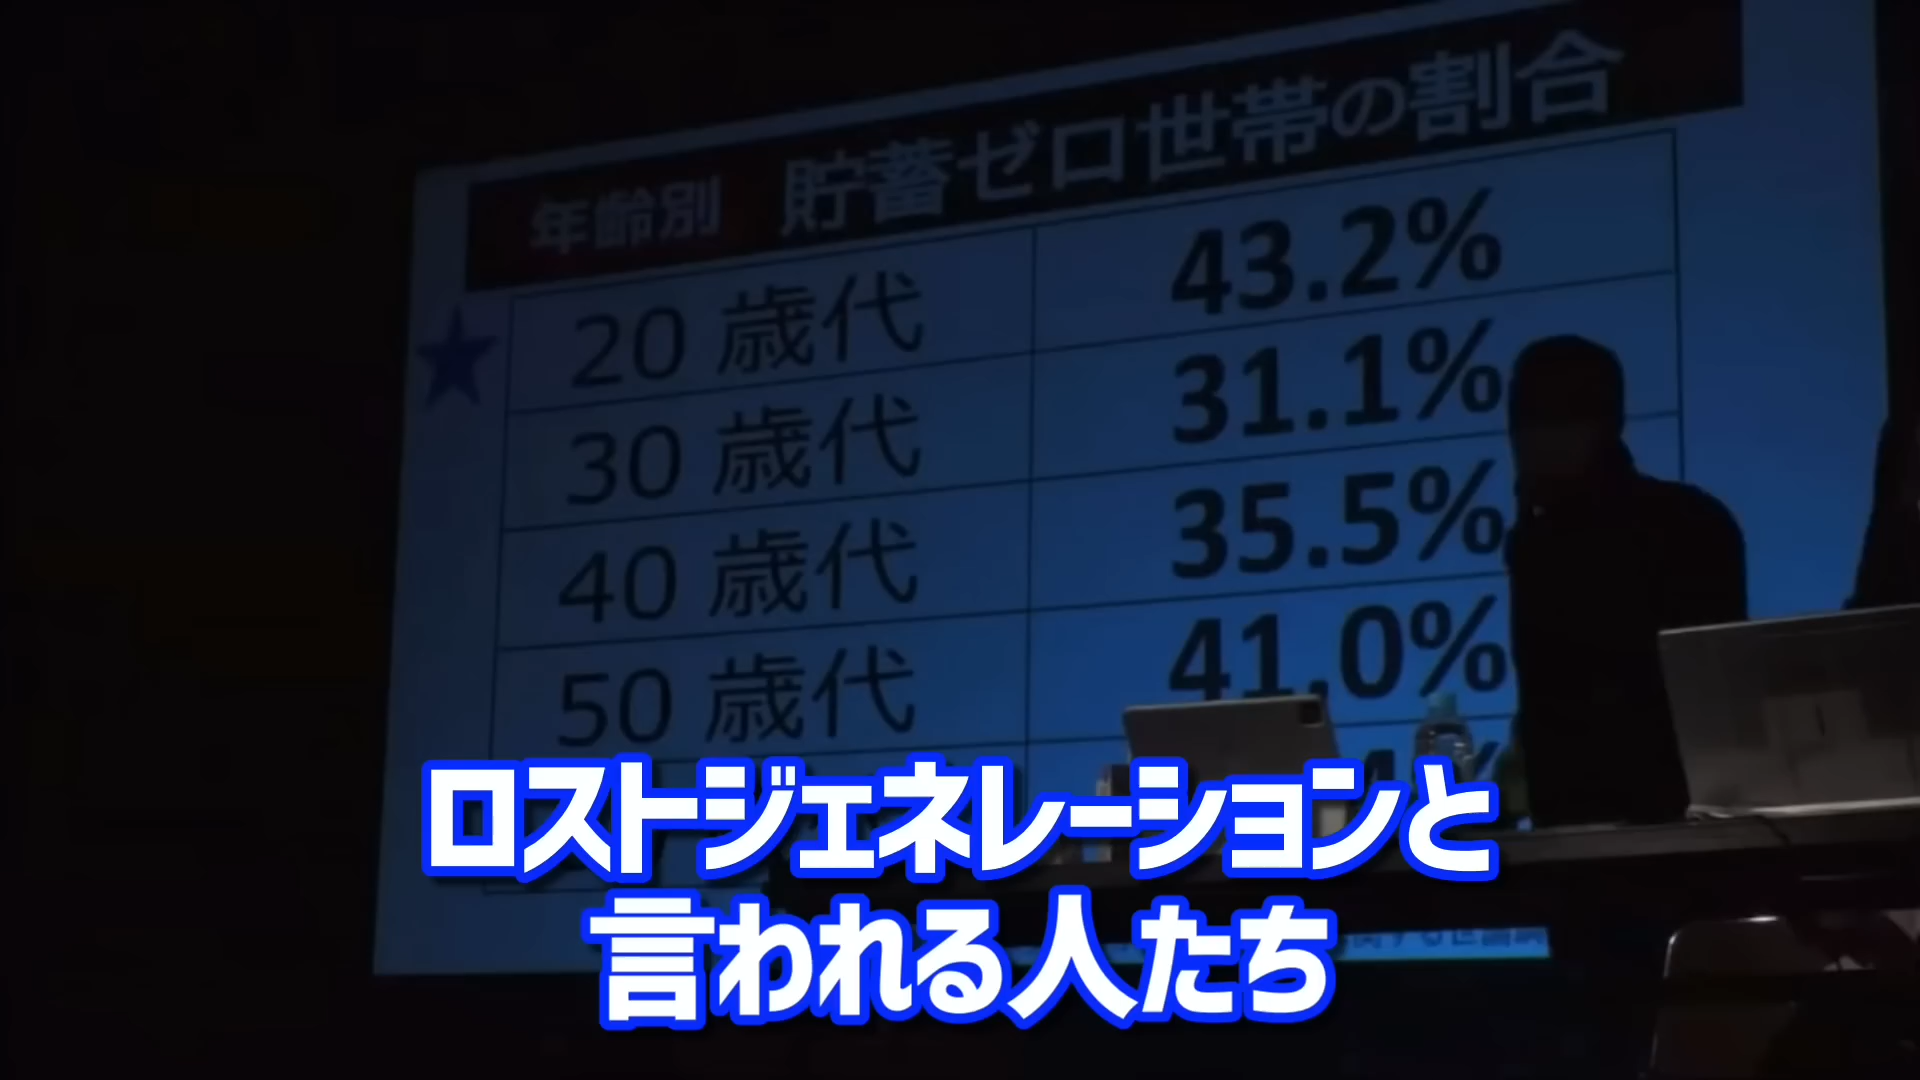 年齢別 貯蓄ゼロ世帯の割合
20 歳代 43.2%
30 歳代 31.1%
40 歳代 35.5%
50 歳代 41.0%
ロストジェネレーションと
言われる人たち